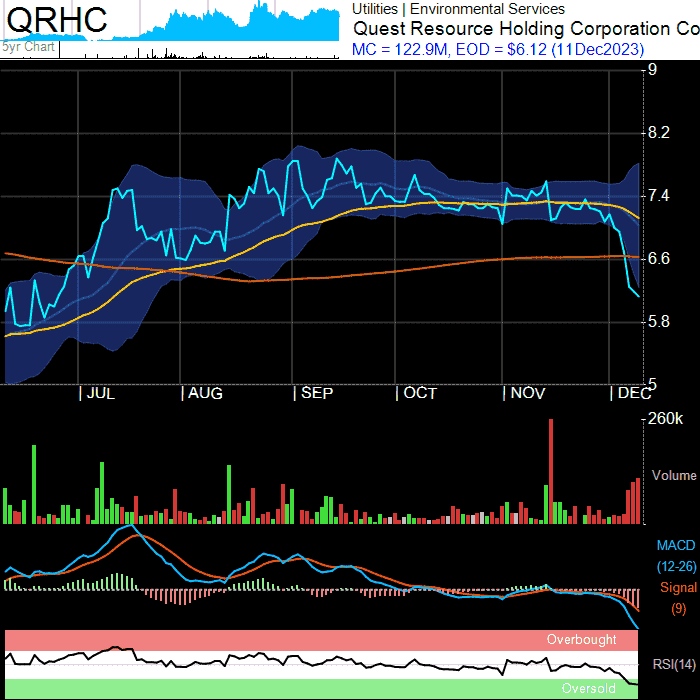 QRHC
5yr Chart
Utilities | Environmental Services
Quest Resource Holding Corporation Co
MC = 122.9M, EOD = $6.12 (11Dec2023)
9
8.2
7.4
6.6
5.8
5
| JUL | AUG | SEP | OCT | NOV | DEC
260k
Volume
MACD
(12-26)
Signal
(9)
Overbought
RSI(14)
Oversold